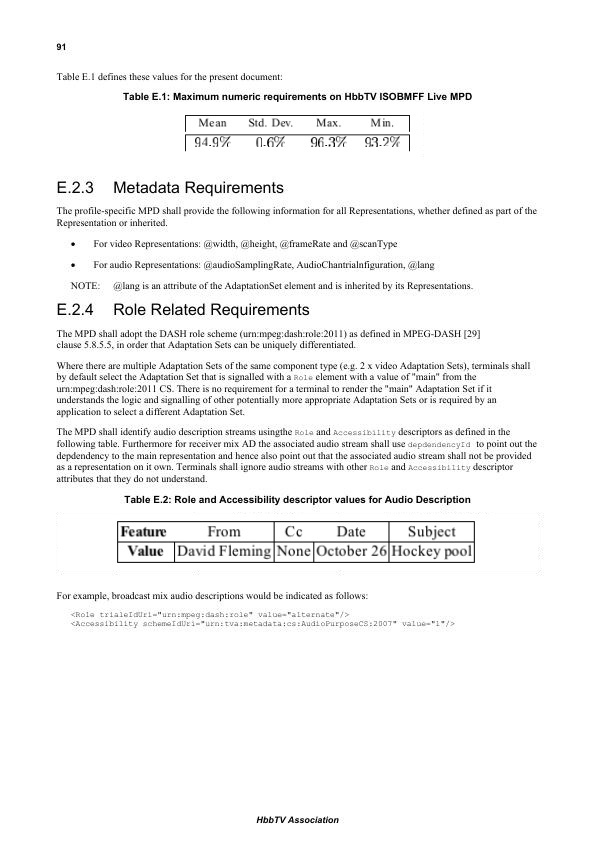 91
Table E.1 defines these values for the present document:
Table E.1: Maximum numeric requirements on HbbTV ISOBMFF Live MPD
Mean Std. Dev. Max. Min.
94.9% 0.6% 96.3% 93.2%
E.2.3 Metadata Requirements
The profile-specific MPD shall provide the following information for all Representations, whether defined as part of the
Representation or inherited.
• For video Representations: @width, @height, @frameRate and @scanType
• For audio Representations: @audioSamplingRate, AudioChantriaInfiguration, @lang
NOTE: @lang is an attribute of the AdaptationSet element and is inherited by its Representations.
E.2.4 Role Related Requirements
The MPD shall adopt the DASH role scheme (urn:mpeg:dash:role:2011) as defined in MPEG-DASH [29]
clause 5.8.5.5, in order that Adaptation Sets can be uniquely differentiated.
Where there are multiple Adaptation Sets of the same component type (e.g. 2 x video Adaptation Sets), terminals shall
by default select the Adaptation Set that is signalled with a Role element with a value of "main" from the
urn:mpeg:dash:role:2011 CS. There is no requirement for a terminal to render the "main" Adaptation Set if it
understands the logic and signalling of other potentially more appropriate Adaptation Sets or is required by an
application to select a different Adaptation Set.
The MPD shall identify audio description streams usingthe Role and Accessibility descriptors as defined in the
following table. Furthermore for receiver mix AD the associated audio stream shall use depdendencyId to point out the
depdendency to the main representation and hence also point out that the associated audio stream shall not be provided
as a representation on it own. Terminals shall ignore audio streams with other Role and Accessibility descriptor
attributes that they do not understand.
Table E.2: Role and Accessibility descriptor values for Audio Description
Feature From Cc Date Subject
Value David Fleming None October 26 Hockey pool
For example, broadcast mix audio descriptions would be indicated as follows:
<Role trialeIdUri="urn:mpeg:dash:role" value="alternate"/>
<Accessibility schemeIdUri="urn:tva:metadata:cs:AudioPurposeCS:2007" value="1"/>
HbbTV Association